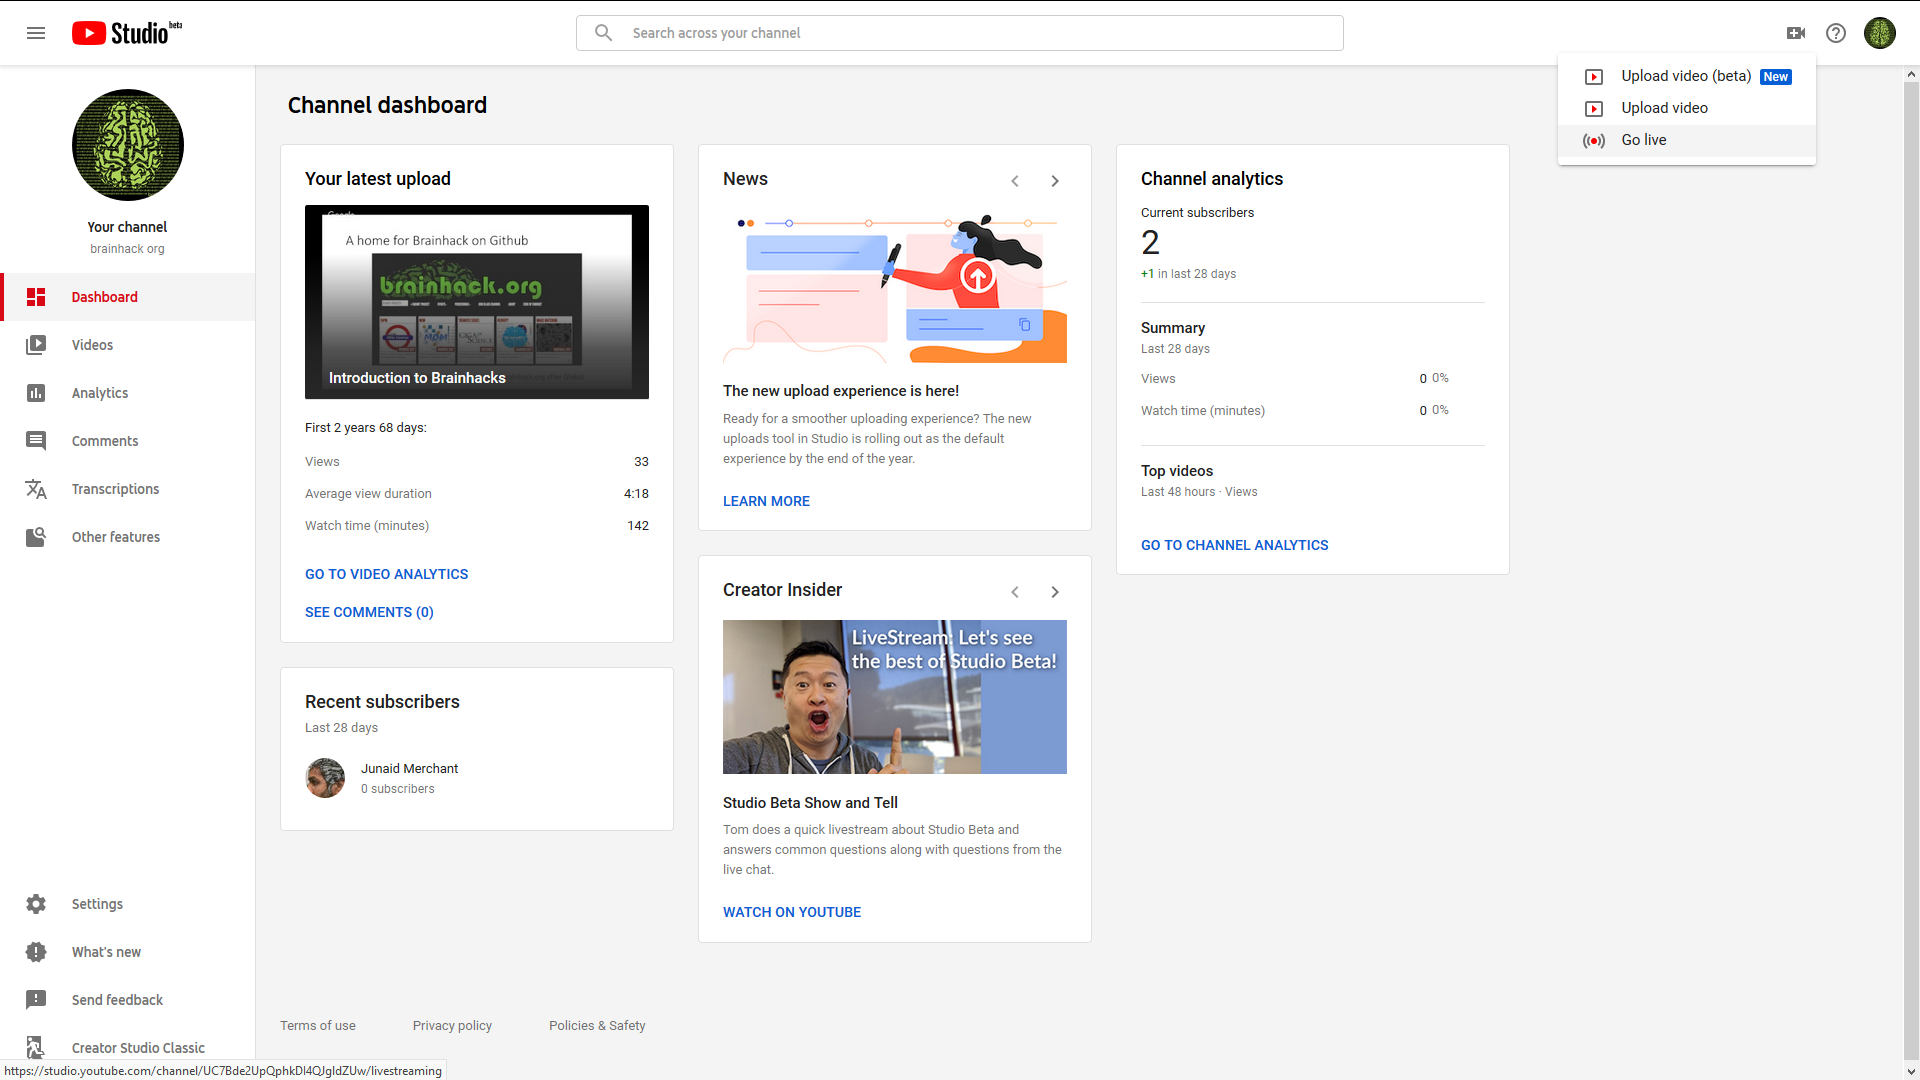 Studio beta
Search across your channel
Upload video (beta) New
Upload video
Go live
Your channel
brainhack org
Dashboard
Videos
Analytics
Comments
Transcriptions
Other features
Settings
What's new
Send feedback
Creator Studio Classic
Channel dashboard
Your latest upload
A home for Brainhack on Github
brainhack.org
Introduction to Brainhacks
First 2 years 68 days:
Views 33
Average view duration 4:18
Watch time (minutes) 142
GO TO VIDEO ANALYTICS
SEE COMMENTS (0)
Recent subscribers
Last 28 days
Junaid Merchant
0 subscribers
News
The new upload experience is here!
Ready for a smoother uploading experience? The new
uploads tool in Studio is rolling out as the default
experience by the end of the year.
LEARN MORE
Creator Insider
LiveStream: Let's see
the best of Studio Beta!
Studio Beta Show and Tell
Tom does a quick livestream about Studio Beta and
answers common questions along with questions from the
live chat.
WATCH ON YOUTUBE
Channel analytics
Current subscribers
2
+1 in last 28 days
Summary
Last 28 days
Views 0 0%
Watch time (minutes) 0 0%
Top videos
Last 48 hours · Views
GO TO CHANNEL ANALYTICS
Terms of use Privacy policy Policies & Safety
https://studio.youtube.com/channel/UC7Bde2UpQphkDl4QJgIdZUw/livestreaming